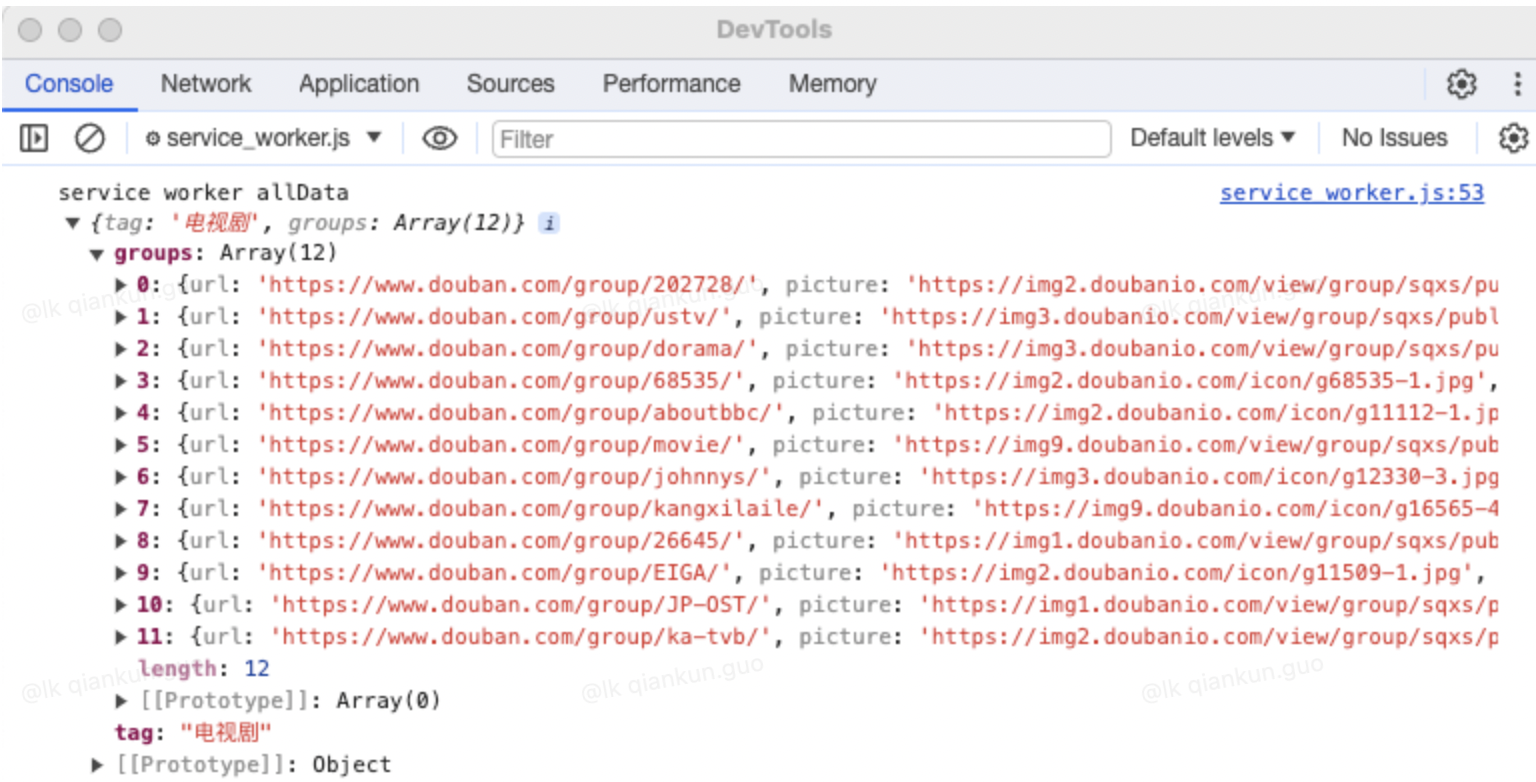 DevTools
Console Network Application Sources Performance Memory
service_worker.js ▼ Filter Default levels ▼ No Issues
service worker allData service_worker.js:53
▼ {tag: '电视剧', groups: Array(12)} i
▼ groups: Array(12)
▶ 0: {url: 'https://www.douban.com/group/202728/', picture: 'https://img2.doubanio.com/view/group/sqxs/pu
▶ 1: {url: 'https://www.douban.com/group/ustv/', picture: 'https://img3.doubanio.com/view/group/sqxs/publ
▶ 2: {url: 'https://www.douban.com/group/dorama/', picture: 'https://img3.doubanio.com/view/group/sqxs/pu
▶ 3: {url: 'https://www.douban.com/group/68535/', picture: 'https://img2.doubanio.com/icon/g68535-1.jpg',
▶ 4: {url: 'https://www.douban.com/group/aboutbbc/', picture: 'https://img2.doubanio.com/icon/g11112-1.jp
▶ 5: {url: 'https://www.douban.com/group/movie/', picture: 'https://img9.doubanio.com/view/group/sqxs/pub
▶ 6: {url: 'https://www.douban.com/group/johnnys/', picture: 'https://img3.doubanio.com/icon/g12330-3.jpg
▶ 7: {url: 'https://www.douban.com/group/kangxilaile/', picture: 'https://img9.doubanio.com/icon/g16565-4
▶ 8: {url: 'https://www.douban.com/group/26645/', picture: 'https://img1.doubanio.com/view/group/sqxs/pub
▶ 9: {url: 'https://www.douban.com/group/EIGA/', picture: 'https://img2.doubanio.com/icon/g11509-1.jpg',
▶ 10: {url: 'https://www.douban.com/group/JP-OST/', picture: 'https://img1.doubanio.com/view/group/sqxs/p
▶ 11: {url: 'https://www.douban.com/group/ka-tvb/', picture: 'https://img2.doubanio.com/view/group/sqxs/p
length: 12
@lk qiankun.guo @lk qiankun.guo @lk qiankun.guo
▶ [[Prototype]]: Array(0)
tag: "电视剧"
▶ [[Prototype]]: Object